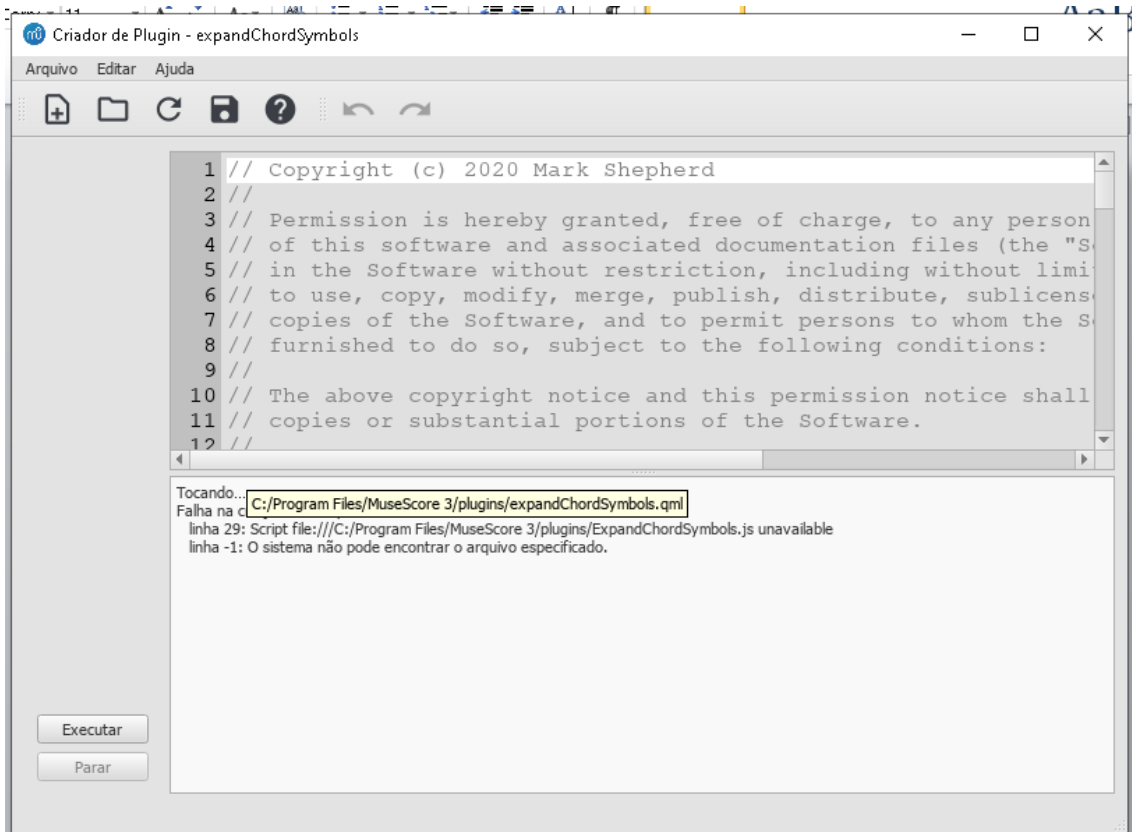 Criador de Plugin - expandChordSymbols
Arquivo Editar Ajuda
1 // Copyright (c) 2020 Mark Shepherd
2 //
3 // Permission is hereby granted, free of charge, to any person
4 // of this software and associated documentation files (the "S
5 // in the Software without restriction, including without limi
6 // to use, copy, modify, merge, publish, distribute, sublicens
7 // copies of the Software, and to permit persons to whom the S
8 // furnished to do so, subject to the following conditions:
9 //
10 // The above copyright notice and this permission notice shall
11 // copies or substantial portions of the Software.
12 //
Tocando...
C:/Program Files/MuseScore 3/plugins/expandChordSymbols.qml
Falha na c
linha 29: Script file:///C:/Program Files/MuseScore 3/plugins/ExpandChordSymbols.js unavailable
linha -1: O sistema não pode encontrar o arquivo especificado.
Executar
Parar